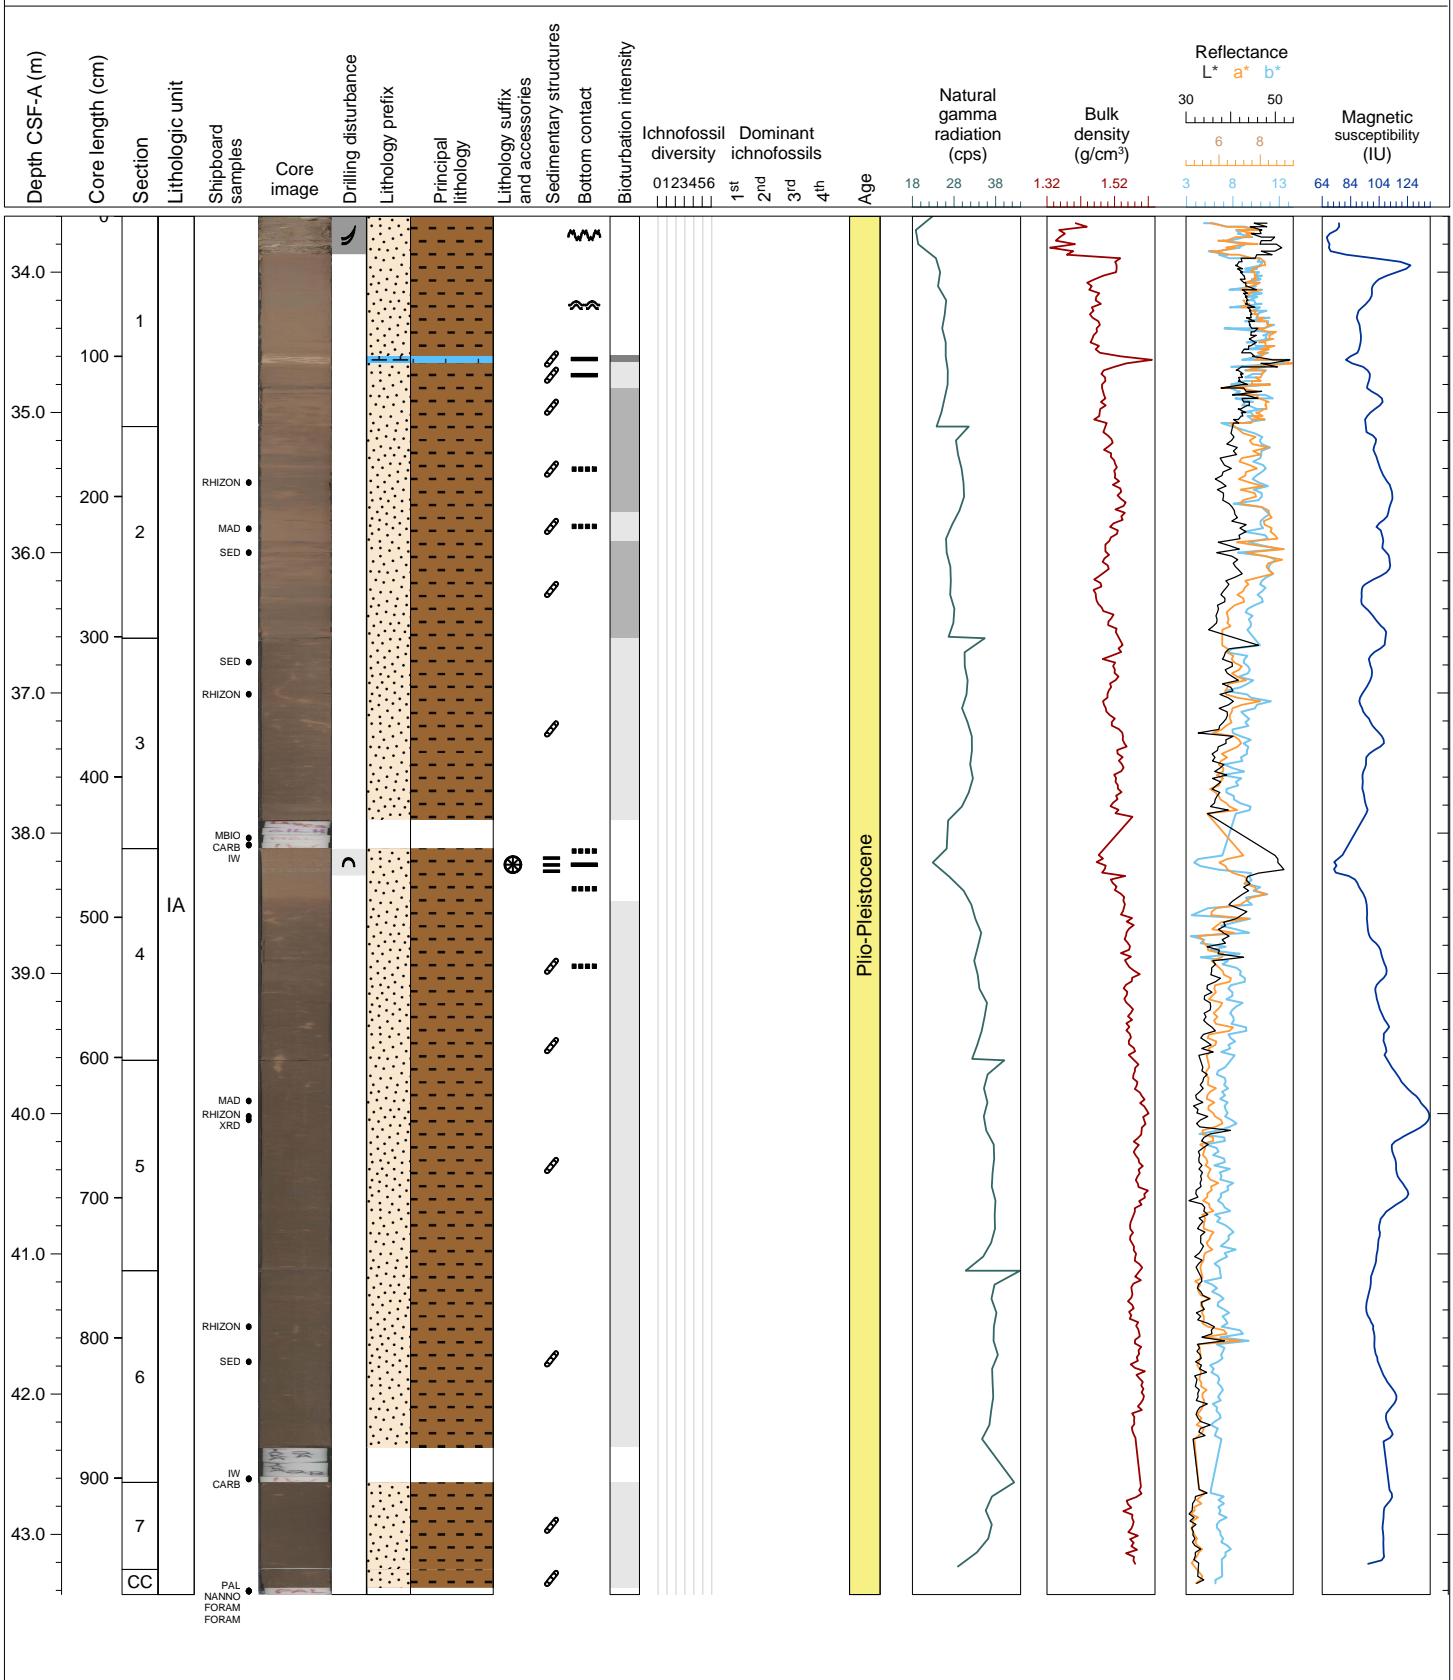 Depth CSF-A (m)
Core length (cm)
Section
Lithologic unit
Shipboard
samples
Core
image
Drilling disturbance
Lithology prefix
Principal
lithology
Lithology suffix
and accessories
Sedimentary structures
Bottom contact
Bioturbation intensity
Ichnofossil
diversity
0123456
Dominant
ichnofossils
1st 2nd 3rd 4th
Age
Natural
gamma
radiation
(cps)
18 28 38
Bulk
density
(g/cm³)
1.32 1.52
Reflectance
L* a* b*
30 50
6 8
3 8 13
Magnetic
susceptibility
(IU)
64 84 104 124
0
34.0
1
100
35.0
RHIZON
200
MAD
2
SED
36.0
300
SED
37.0
RHIZON
3
400
38.0
MBIO
CARB
IW
IA
500
4
39.0
Plio-Pleistocene
600
MAD
40.0
RHIZON
XRD
5
700
41.0
RHIZON
800
SED
6
42.0
IW
900
CARB
7
43.0
CC
PAL
NANNO
FORAM
FORAM